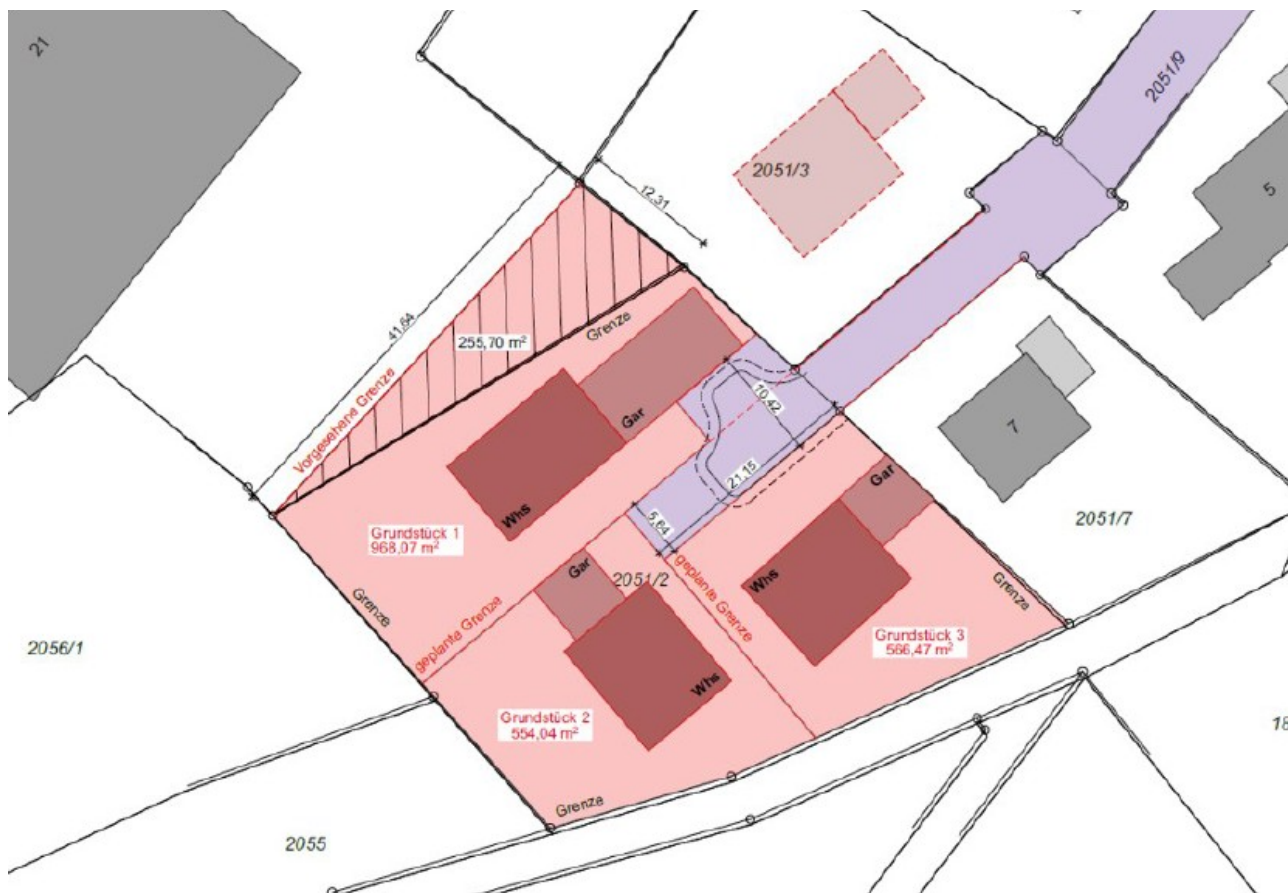 21
2051/9
2051/3
5
12,31
41,64
Grenze
255,70 m²
Vorgesehene Grenze
Gar
10,42
7
21,15
Gar
Whs
5,64
2051/7
Grundstück 1
968,07 m²
Gar
2051/2
geplante Grenze
Whs
Grenze
Grenze
geplante Grenze
2056/1
Grundstück 3
566,47 m²
Whs
Grundstück 2
554,04 m²
18
Grenze
2055